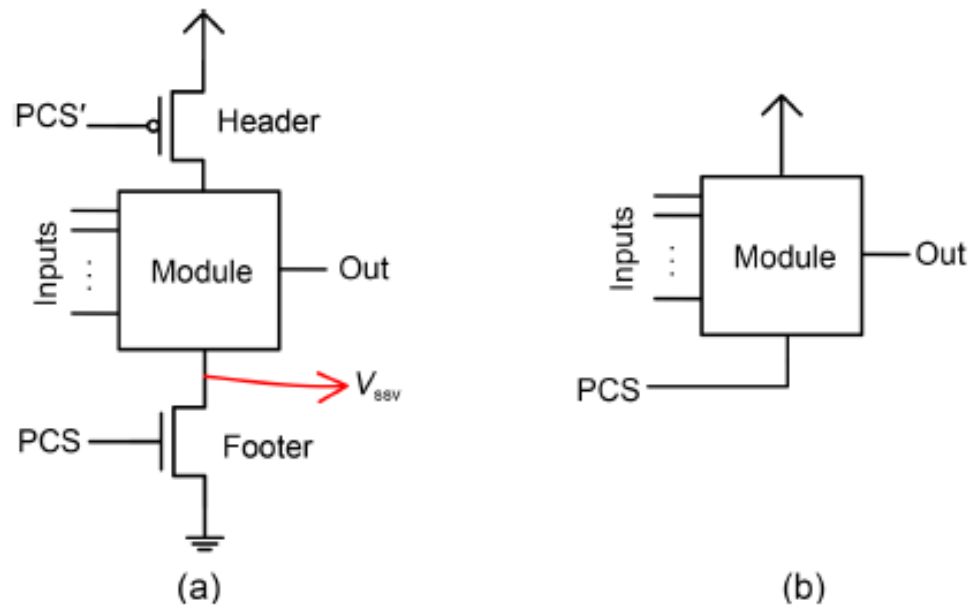 PCS′
Header
Inputs
...
Module
Out
Vssv
PCS
Footer
(a)
Inputs
...
Module
Out
PCS
(b)